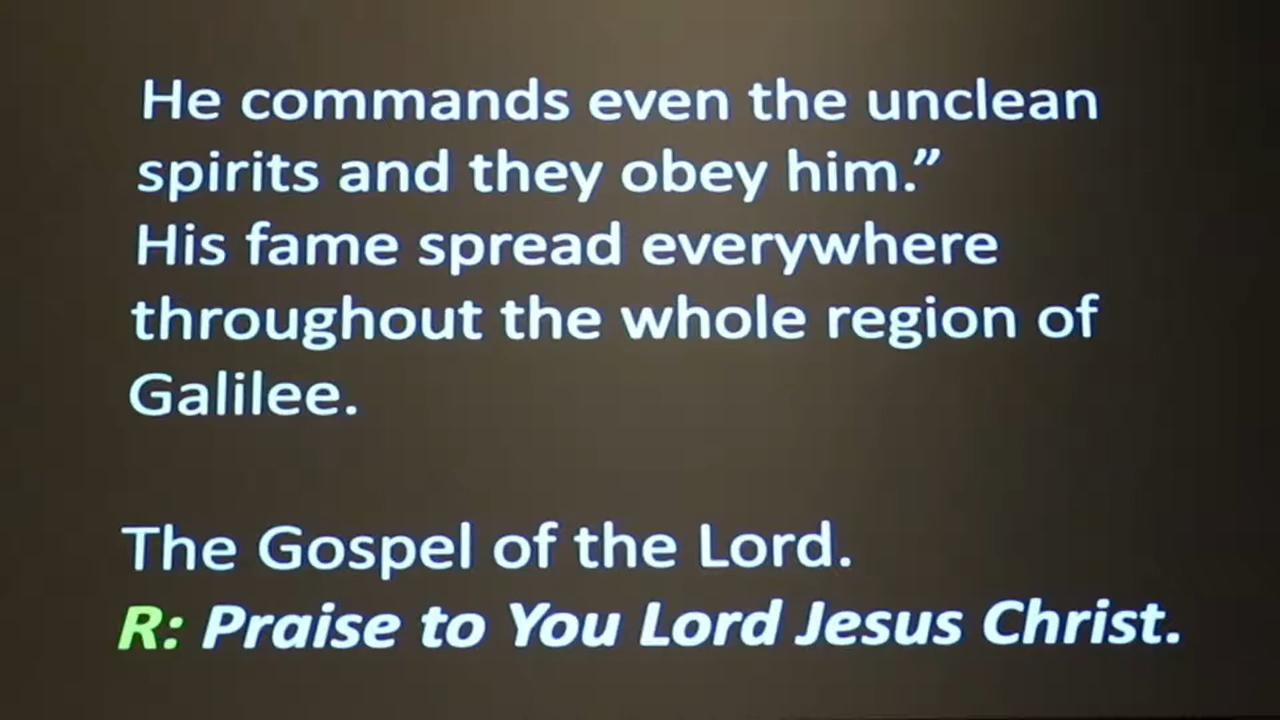 He commands even the unclean
spirits and they obey him.”
His fame spread everywhere
throughout the whole region of
Galilee.
The Gospel of the Lord.
R: Praise to You Lord Jesus Christ.